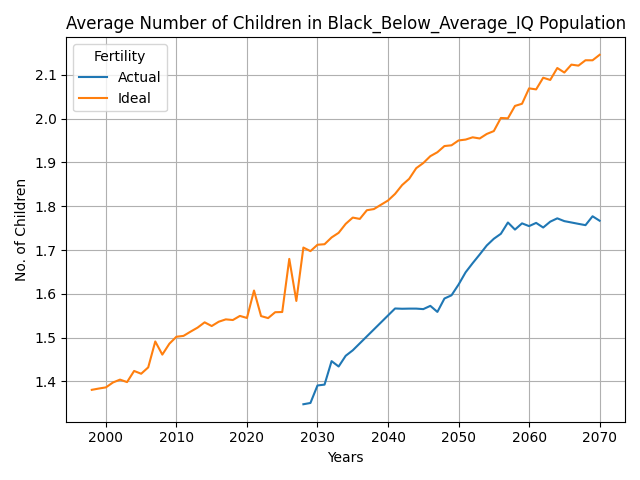 Average Number of Children in Black_Below_Average_IQ Population
Fertility
Actual
Ideal
No. of Children
2.1
2.0
1.9
1.8
1.7
1.6
1.5
1.4
2000 2010 2020 2030 2040 2050 2060 2070
Years